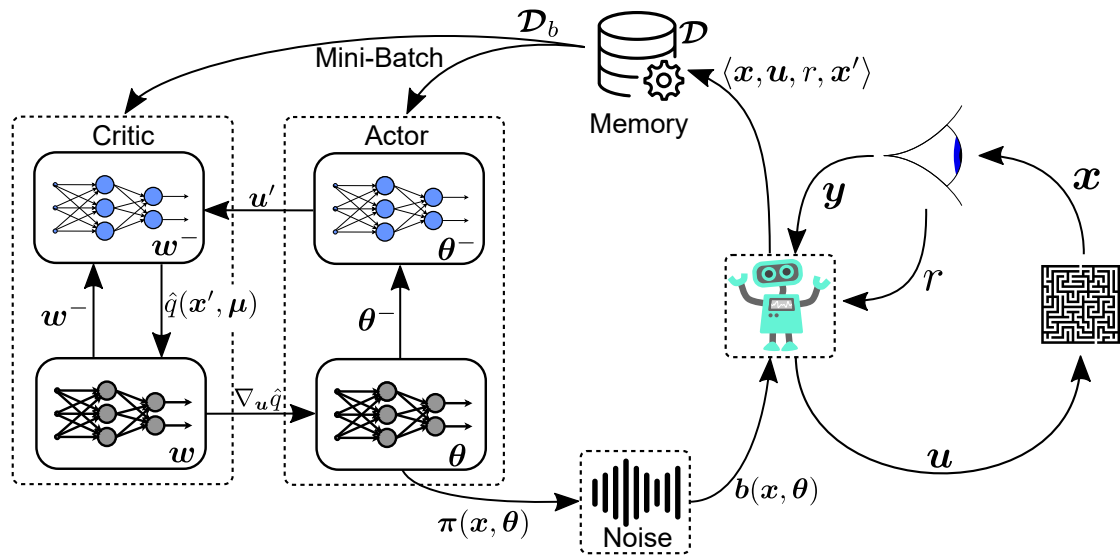 𝓓_b
𝓓
Mini-Batch
⟨x, u, r, x′⟩
Memory
Critic
Actor
y
x
u′
w⁻
θ⁻
r
w⁻
q̂(x′, μ)
θ⁻
∇_u q̂
w
θ
u
b(x, θ)
π(x, θ)
Noise